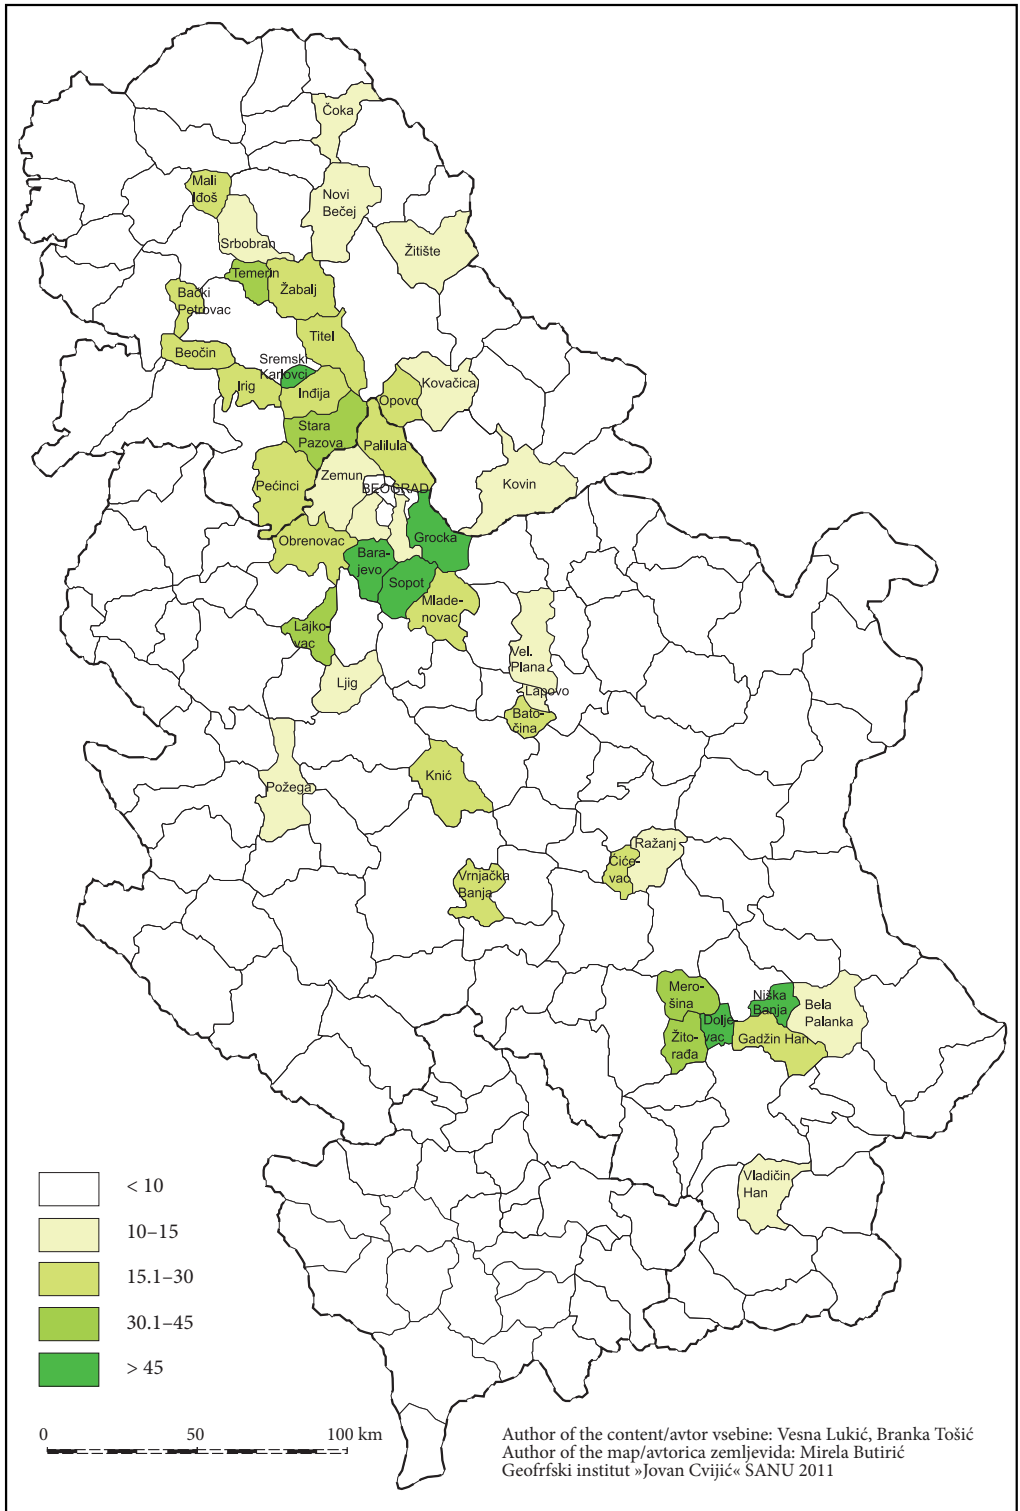 Čoka
Mali
Iđoš
Novi
Bečej
Srbobran
Žitište
Temerin
Žabalj
Bački
Petrovac
Titel
Beočin
Sremski
Karlovci
Irig
Inđija
Opovo
Kovačica
Stara
Pazova
Palilula
Zemun
BEOGRAD
Pećinci
Kovin
Obrenovac
Grocka
Bara-
jevo
Sopot
Mlade-
novac
Lajko-
vac
Vel.
Plana
Ljig
Lapovo
Bato-
čina
Knić
Požega
Ražanj
Ćiće-
vac
Vrnjačka
Banja
Mero-
šina
Niška
Banja
Bela
Palanka
Dolje-
vac
Gadžin Han
Žito-
rađa
Vladičin
Han
< 10
10–15
15.1–30
30.1–45
> 45
0 50 100 km
Author of the content/avtor vsebine: Vesna Lukić, Branka Tošić
Author of the map/avtorica zemljevida: Mirela Butirić
Geofrfski institut »Jovan Cvijić« SANU 2011